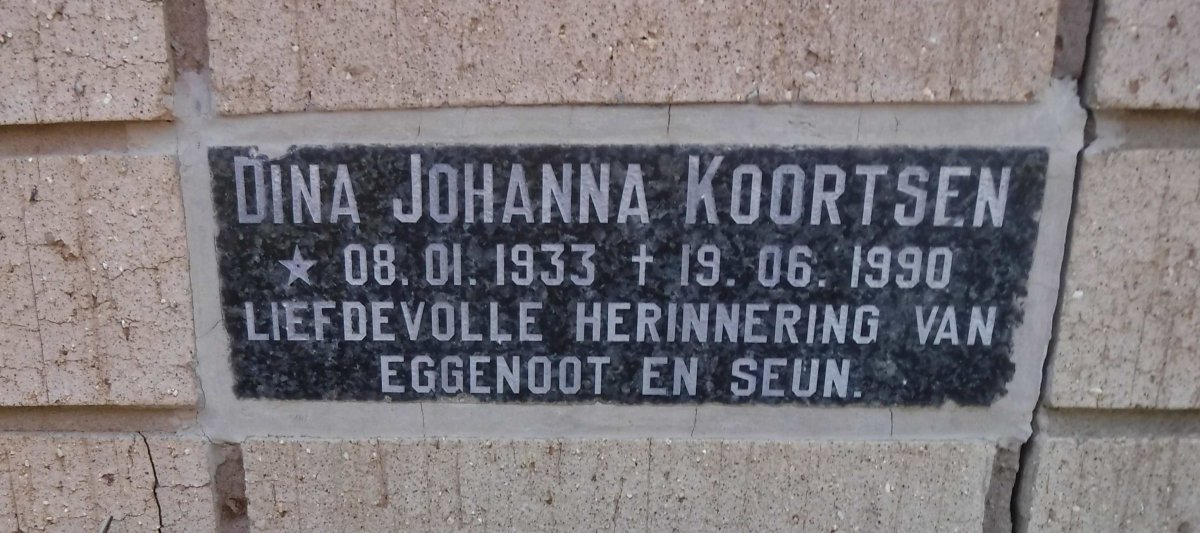 DINA JOHANNA KOORTSEN
★ 08. 01. 1933 † 19. 06. 1990
LIEFDEVOLLE HERINNERING VAN
EGGENOOT EN SEUN.